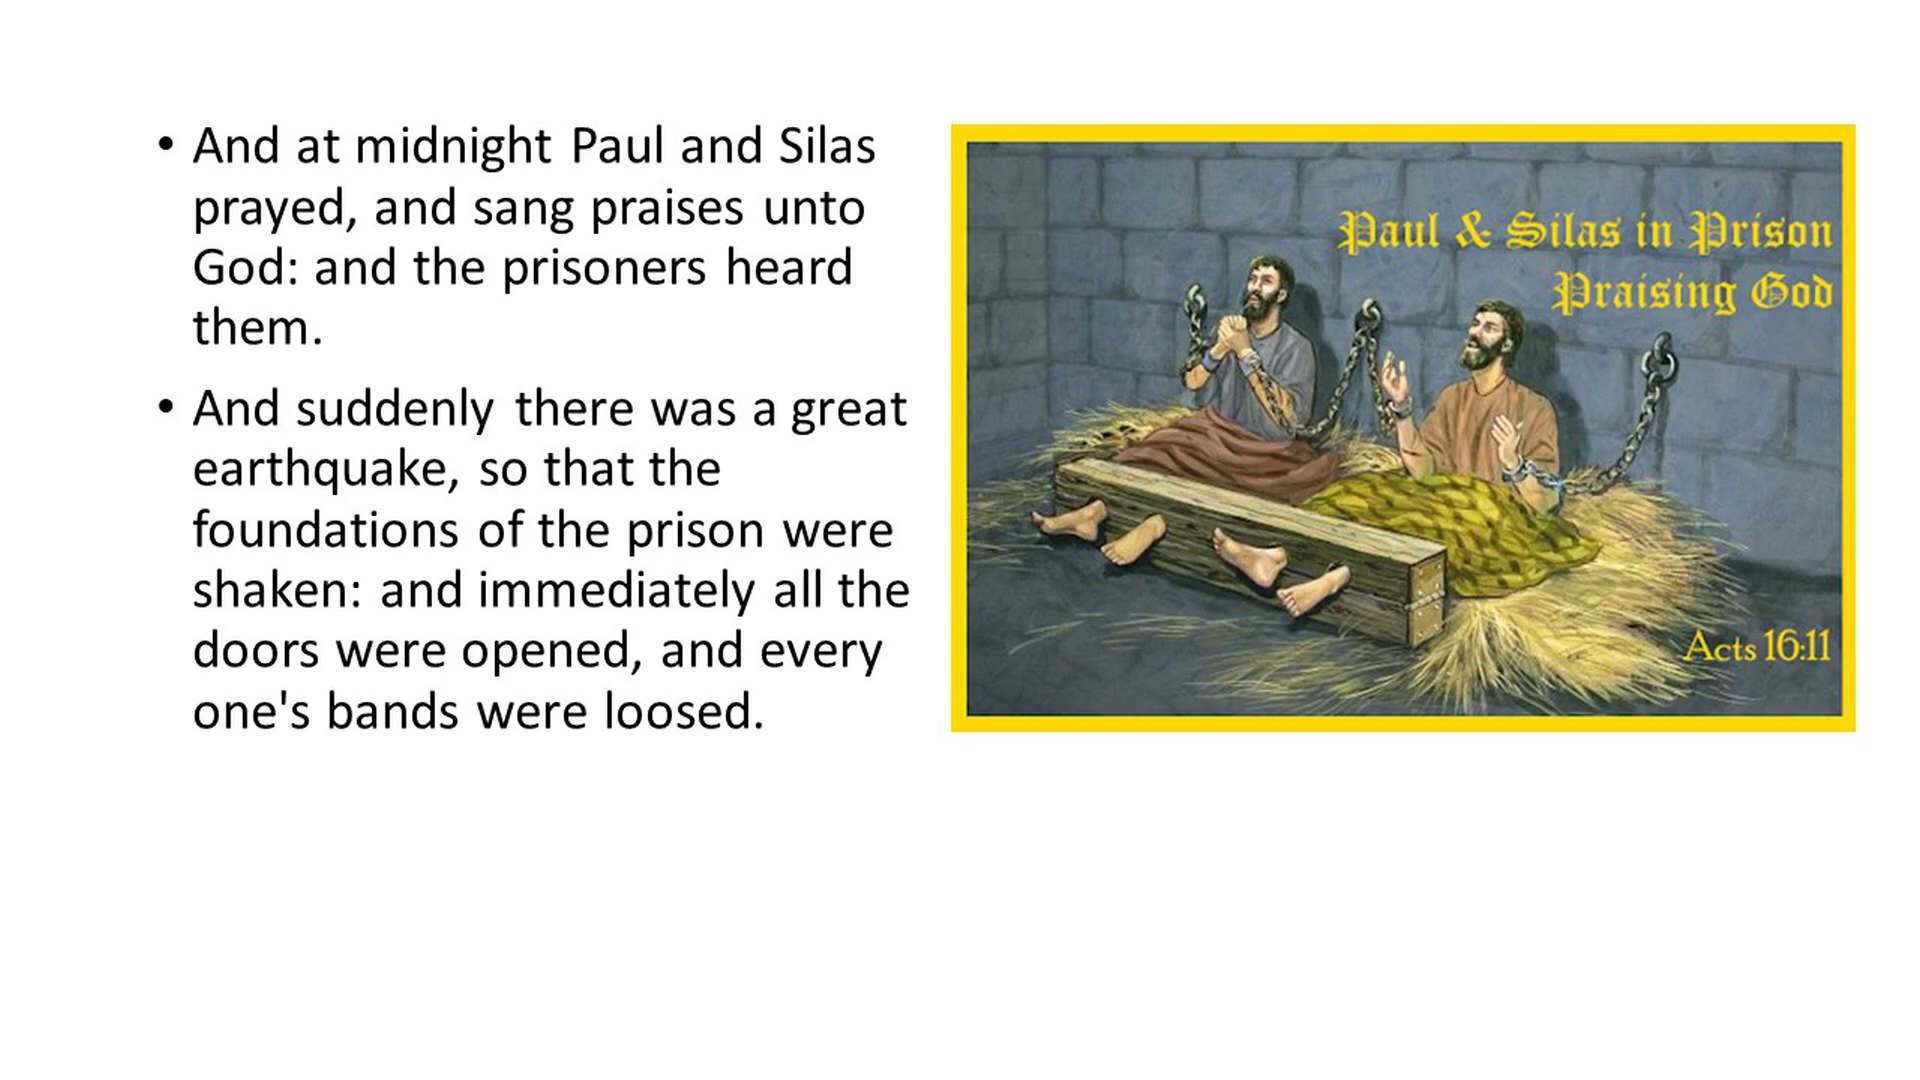 • And at midnight Paul and Silas
prayed, and sang praises unto
God: and the prisoners heard
them.
• And suddenly there was a great
earthquake, so that the
foundations of the prison were
shaken: and immediately all the
doors were opened, and every
one's bands were loosed.
Paul & Silas in Prison
Praising God
Acts 16:11